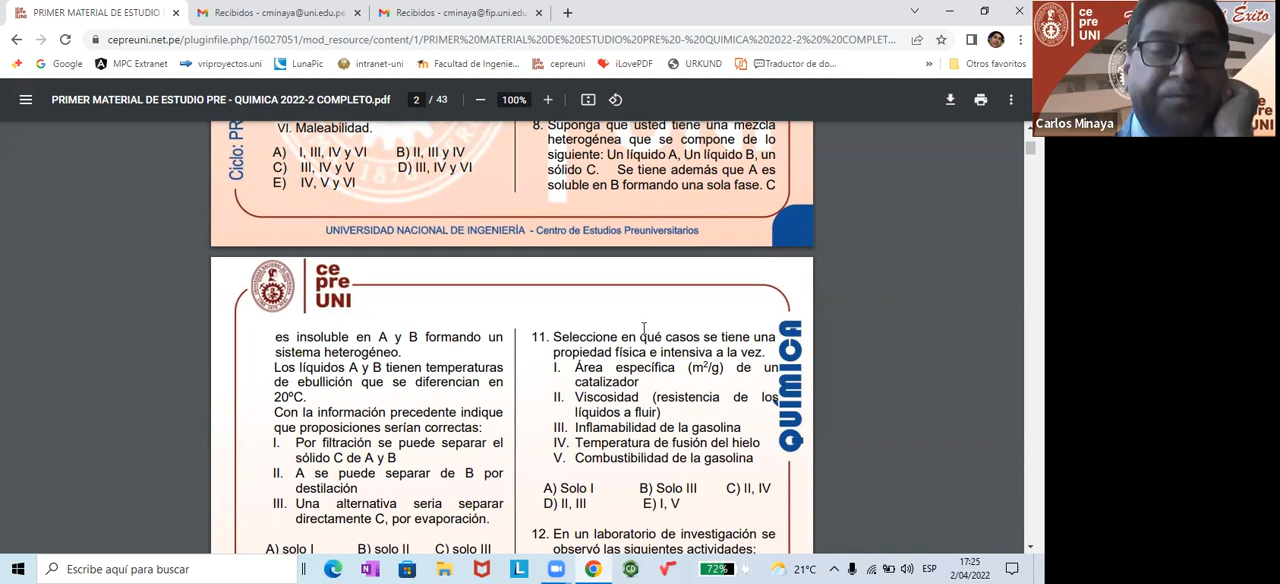 PRIMER MATERIAL DE ESTUDIO
Recibidos - cminaya@uni.edu.pe
Recibidos - cminaya@fip.uni.edu
cepreuni.net.pe/pluginfile.php/16027051/mod_resource/content/1/PRIMER%20MATERIAL%20DE%20ESTUDIO%20PRE%20-%20QUIMICA%202022-2%20%20COMPLET...
Google
MPC Extranet
vriproyectos.uni
LunaPic
intranet-uni
Facultad de Ingenie...
cepreuni
iLovePDF
URKUND
Traductor de do...
»
Otros favoritos
PRIMER MATERIAL DE ESTUDIO PRE - QUIMICA 2022-2 COMPLETO.pdf
2 / 43
100%
Ciclo: PR
VI. Maleabilidad.
A) I, III, IV y VI B) II, III y IV
C) III, IV y V D) III, IV y VI
E) IV, V y VI
8. Suponga que usted tiene una mezcla
heterogénea que se compone de lo
siguiente: Un líquido A, Un líquido B, un
sólido C. Se tiene además que A es
soluble en B formando una sola fase. C
UNIVERSIDAD NACIONAL DE INGENIERÍA - Centro de Estudios Preuniversitarios
ce
pre
UNI
es insoluble en A y B formando un
sistema heterogéneo.
Los líquidos A y B tienen temperaturas
de ebullición que se diferencian en
20ºC.
Con la información precedente indique
que proposiciones serían correctas:
I. Por filtración se puede separar el
sólido C de A y B
II. A se puede separar de B por
destilación
III. Una alternativa seria separar
directamente C, por evaporación.
A) solo I B) solo II C) solo III
11. Seleccione en qué casos se tiene una
propiedad física e intensiva a la vez.
I. Área específica (m²/g) de un
catalizador
II. Viscosidad (resistencia de los
líquidos a fluir)
III. Inflamabilidad de la gasolina
IV. Temperatura de fusión del hielo
V. Combustibilidad de la gasolina
A) Solo I B) Solo III C) II, IV
D) II, III E) I, V
12. En un laboratorio de investigación se
observó las siguientes actividades:
QUÍMICA
ce
pre
UNI
Éxito
Carlos Minaya
Escribe aquí para buscar
72%
21°C
ESP
17:25
2/04/2022